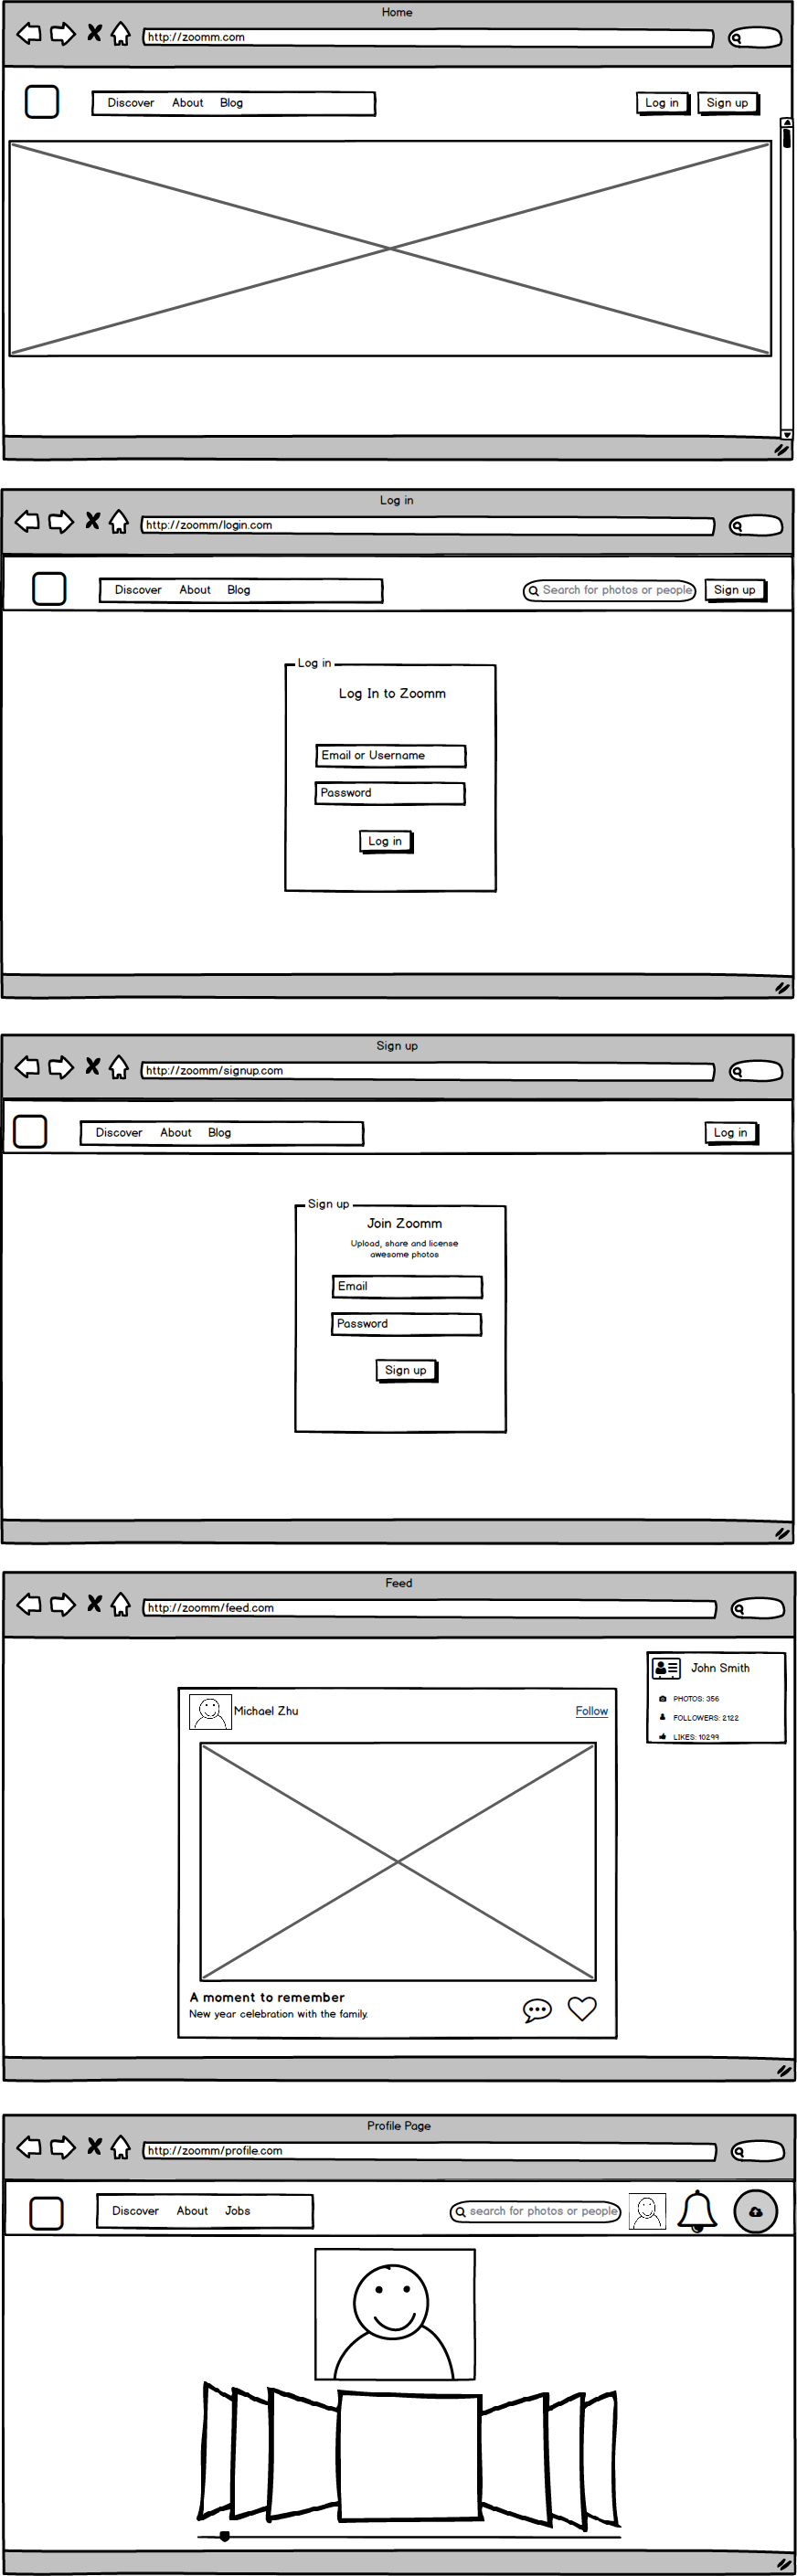 Home
http://zoomm.com
Discover About Blog Log in Sign up
Log in
http://zoomm/login.com
Discover About Blog Search for photos or people Sign up
Log in
Log In to Zoomm
Email or Username
Password
Log in
Sign up
http://zoomm/signup.com
Discover About Blog Log in
Sign up
Join Zoomm
Upload, share and license
awesome photos
Email
Password
Sign up
Feed
http://zoomm/feed.com
John Smith
PHOTOS: 356
FOLLOWERS: 2122
LIKES: 10299
Michael Zhu Follow
A moment to remember
New year celebration with the family.
Profile Page
http://zoomm/profile.com
Discover About Jobs search for photos or people